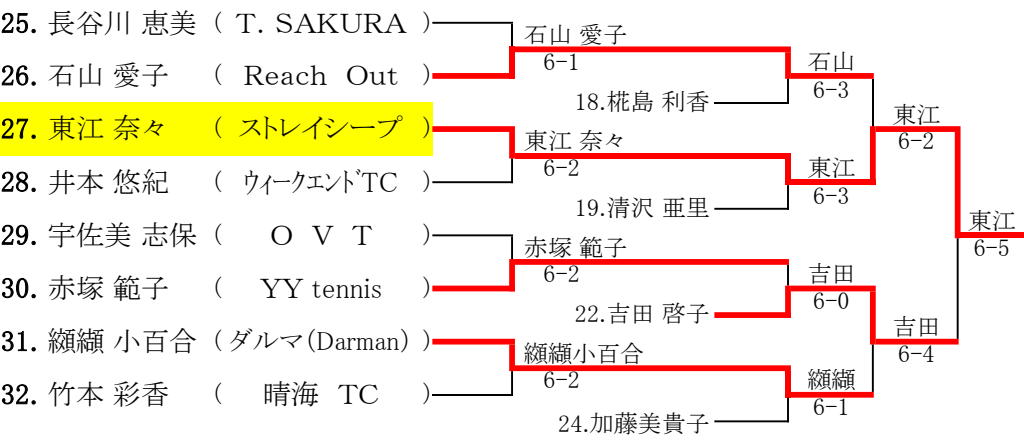 25. 長谷川 恵美 ( T. SAKURA )
26. 石山 愛子 ( Reach Out )
27. 東江 奈々 ( ストレイシープ )
28. 井本 悠紀 ( ウィークエンドTC )
29. 宇佐美 志保 ( O V T )
30. 赤塚 範子 ( YY tennis )
31. 纐纈 小百合 ( ダルマ(Darman) )
32. 竹本 彩香 ( 晴海 TC )
石山 愛子
6-1
18.椛島 利香
東江 奈々
6-2
19.清沢 亜里
赤塚 範子
6-2
22.吉田 啓子
纐纈小百合
6-2
24.加藤美貴子
石山
6-3
東江
6-3
吉田
6-0
纐纈
6-1
東江
6-2
吉田
6-4
東江
6-5